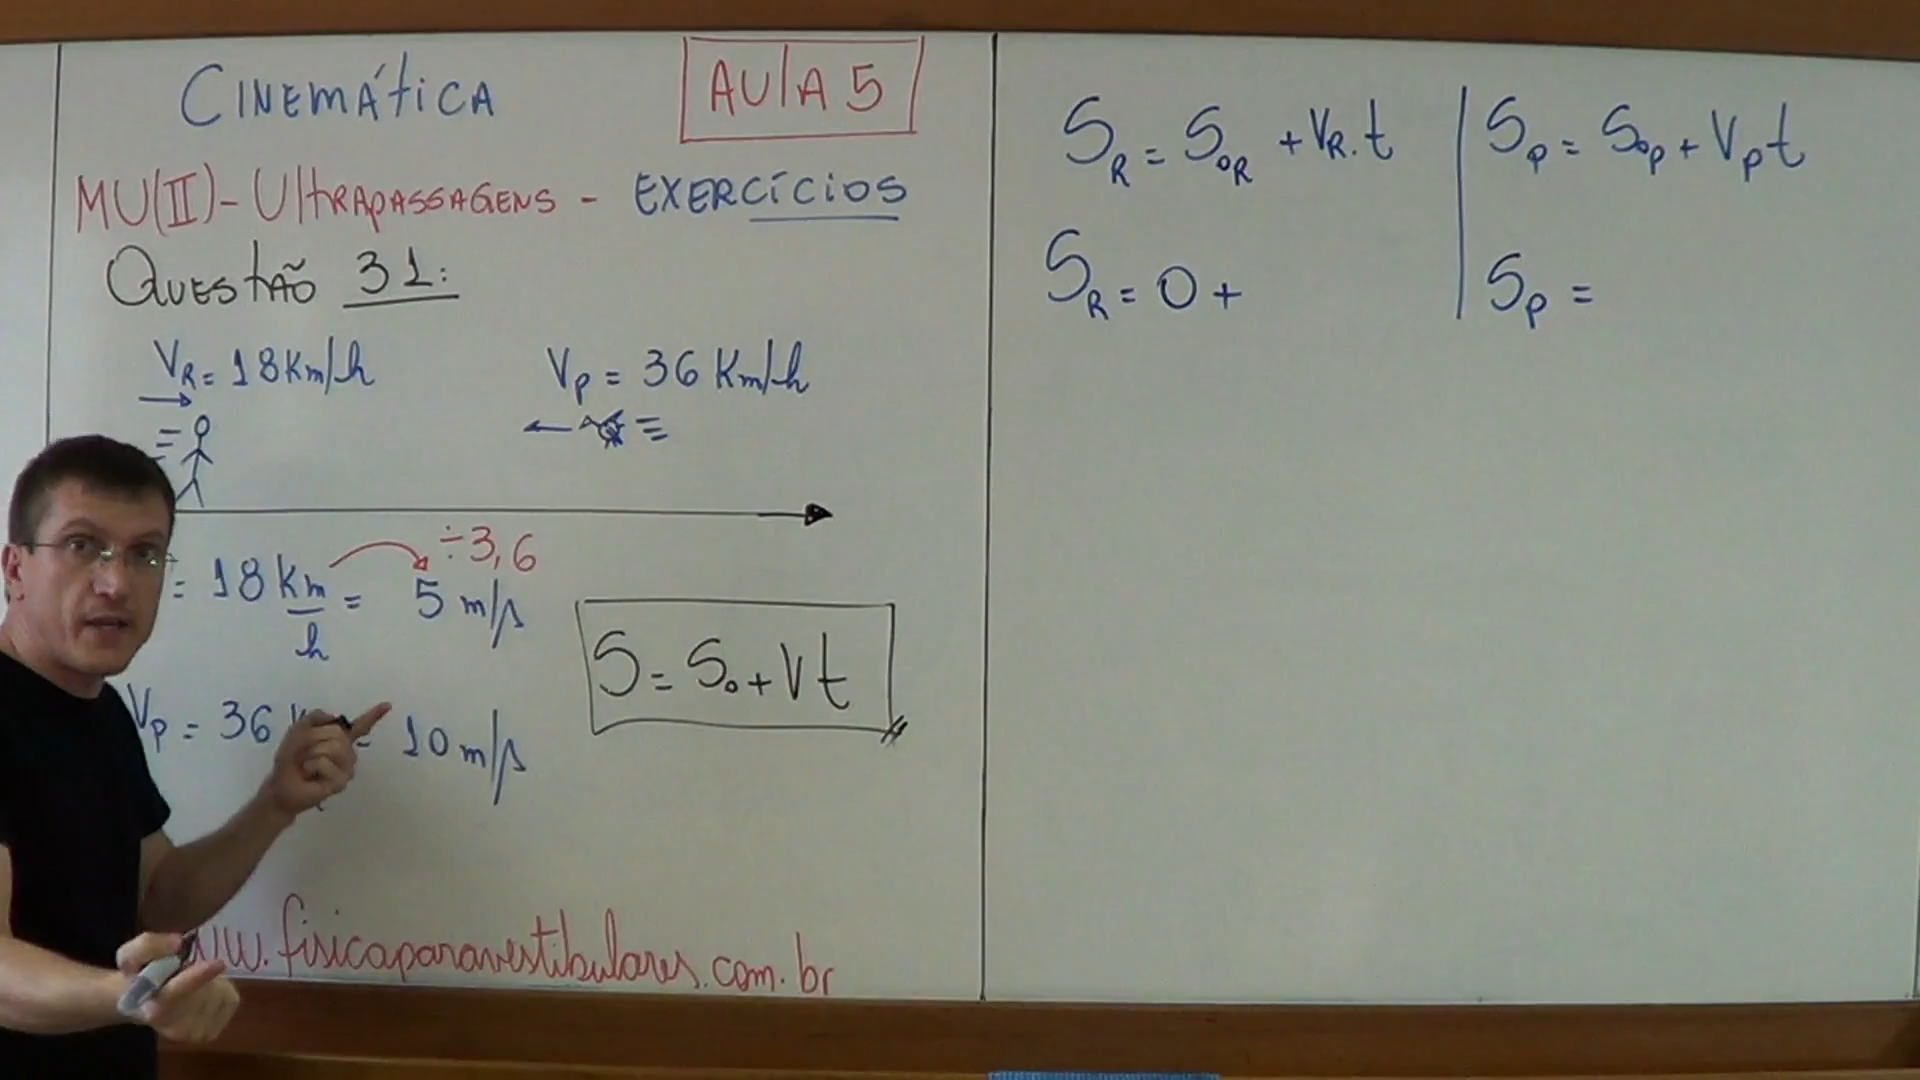 CINEMÁTICA
AULA 5
MU(II) - ULTRAPASSAGENS - EXERCÍCIOS
QUESTÃO 31:
VR = 18 Km/h
VP = 36 Km/h
÷3,6
= 18 Km/h = 5 m/s
VP = 36 = 10 m/s
S = S₀ + Vt
www.fisicaparavestibulares.com.br
SR = S₀R + VR.t
SP = S₀P + VPt
SR = 0 +
SP =